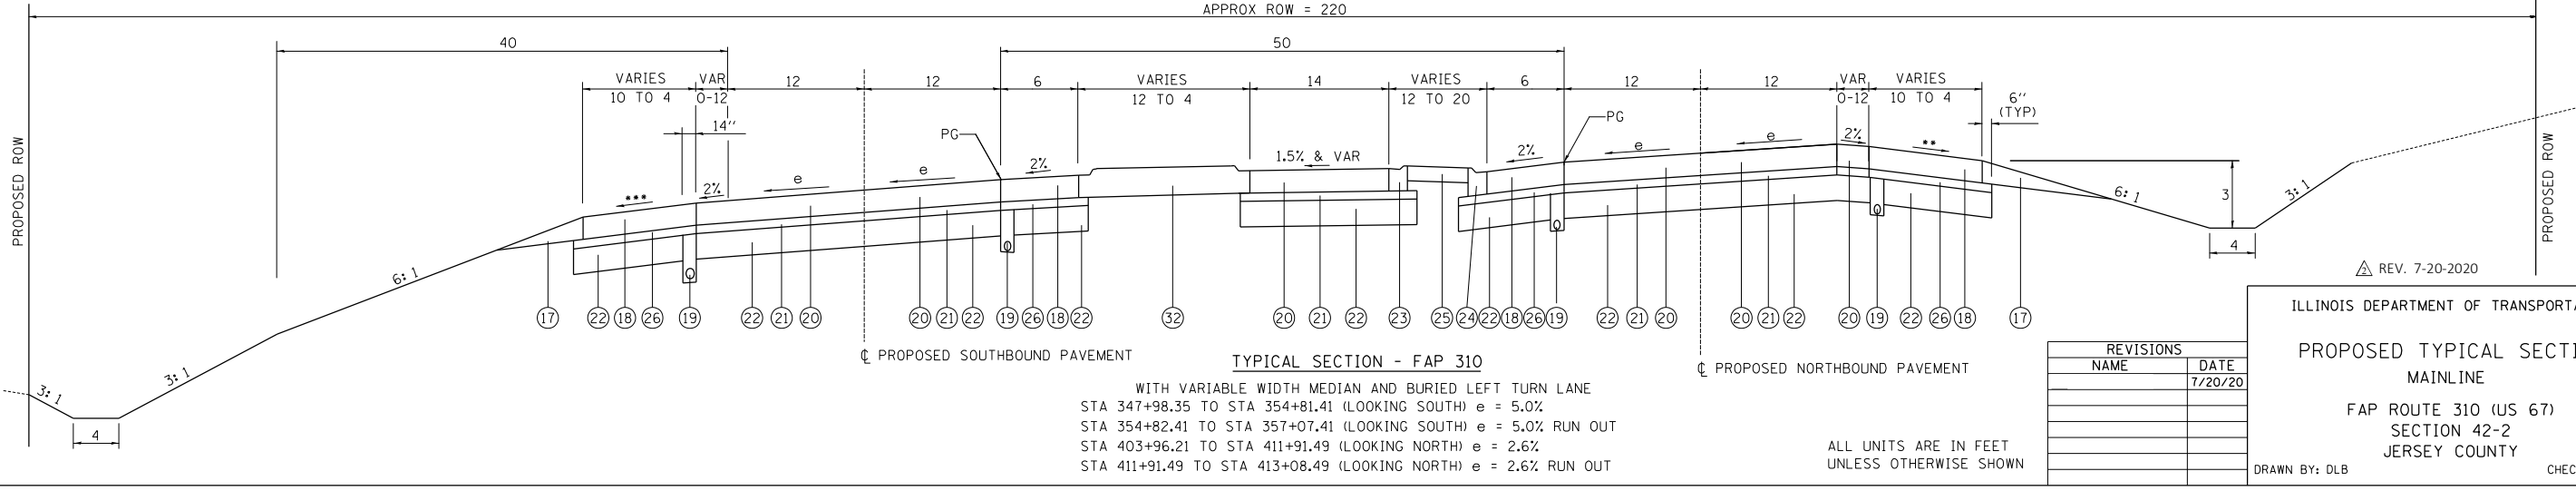 APPROX ROW = 220
40
50
VARIES
10 TO 4
VAR
0-12
12
12
6
VARIES
12 TO 4
14
VARIES
12 TO 20
6
12
12
VAR
0-12
VARIES
10 TO 4
6''
(TYP)
14''
PG
PG
PROPOSED ROW
PROPOSED ROW
***
2%
e
e
2%
1.5% & VAR
2%
e
e
2%
**
6:1
3:1
3:1
4
6:1
3:1
3
4
17
22
18
26
19
22
21
20
20
21
22
19
26
18
22
32
20
21
22
23
25
24
22
18
26
19
22
21
20
20
21
22
20
19
22
26
18
17
℄ PROPOSED SOUTHBOUND PAVEMENT
℄ PROPOSED NORTHBOUND PAVEMENT
TYPICAL SECTION - FAP 310
WITH VARIABLE WIDTH MEDIAN AND BURIED LEFT TURN LANE
STA 347+98.35 TO STA 354+81.41 (LOOKING SOUTH) e = 5.0%
STA 354+82.41 TO STA 357+07.41 (LOOKING SOUTH) e = 5.0% RUN OUT
STA 403+96.21 TO STA 411+91.49 (LOOKING NORTH) e = 2.6%
STA 411+91.49 TO STA 413+08.49 (LOOKING NORTH) e = 2.6% RUN OUT
ALL UNITS ARE IN FEET
UNLESS OTHERWISE SHOWN
2 REV. 7-20-2020
REVISIONS
NAME DATE
7/20/20
ILLINOIS DEPARTMENT OF TRANSPORTA
PROPOSED TYPICAL SECTI
MAINLINE
FAP ROUTE 310 (US 67)
SECTION 42-2
JERSEY COUNTY
DRAWN BY: DLB
CHEC